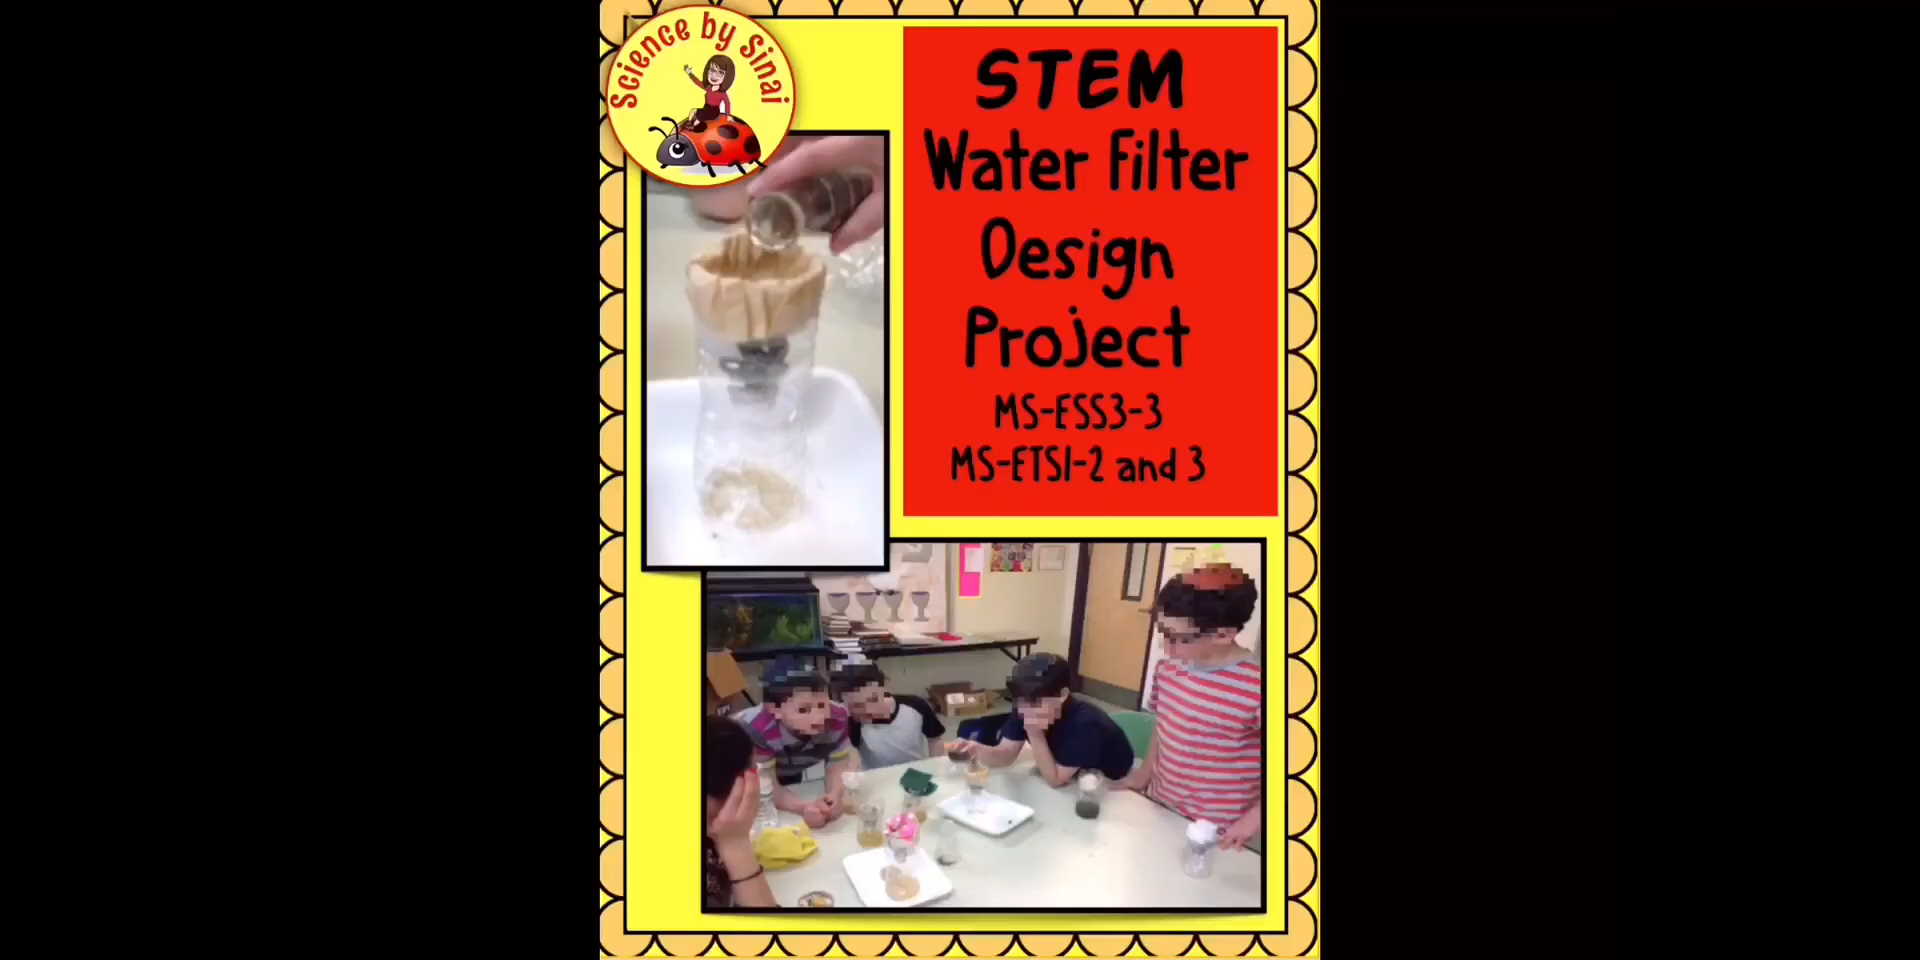 Science by Sinai
STEM
Water Filter
Design
Project
MS-ESS3-3
MS-ETS1-2 and 3